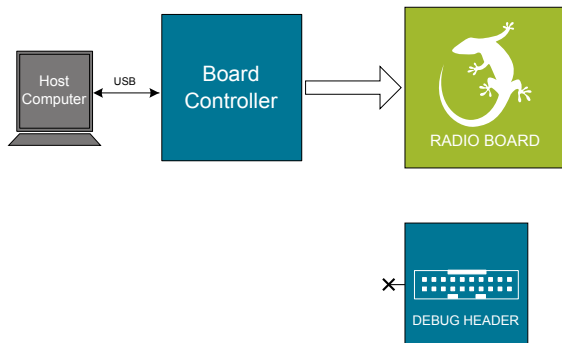 Host
Computer
USB
Board
Controller
RADIO BOARD
DEBUG HEADER